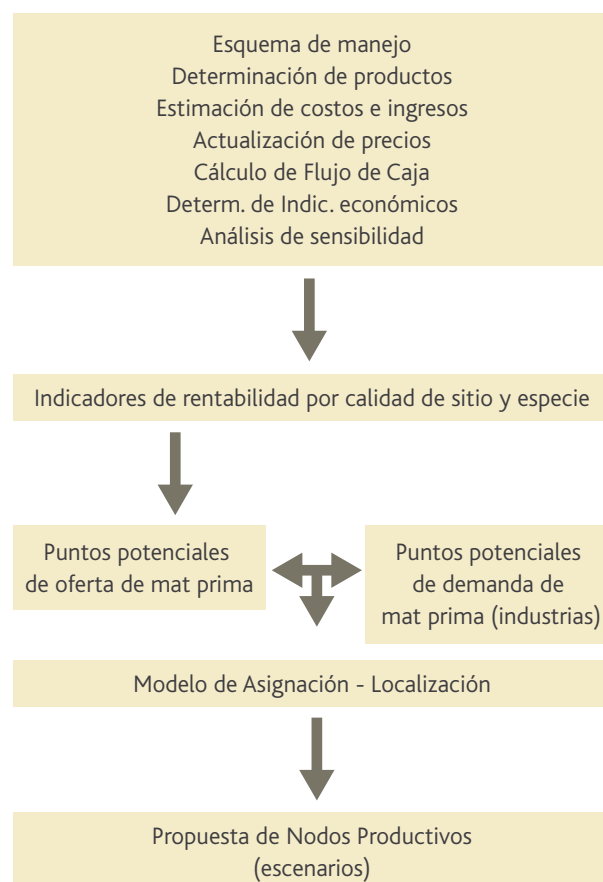 Esquema de manejo
Determinación de productos
Estimación de costos e ingresos
Actualización de precios
Cálculo de Flujo de Caja
Determ. de Indic. económicos
Análisis de sensibilidad
Indicadores de rentabilidad por calidad de sitio y especie
Puntos potenciales
de oferta de mat prima
Puntos potenciales
de demanda de
mat prima (industrias)
Modelo de Asignación - Localización
Propuesta de Nodos Productivos
(escenarios)